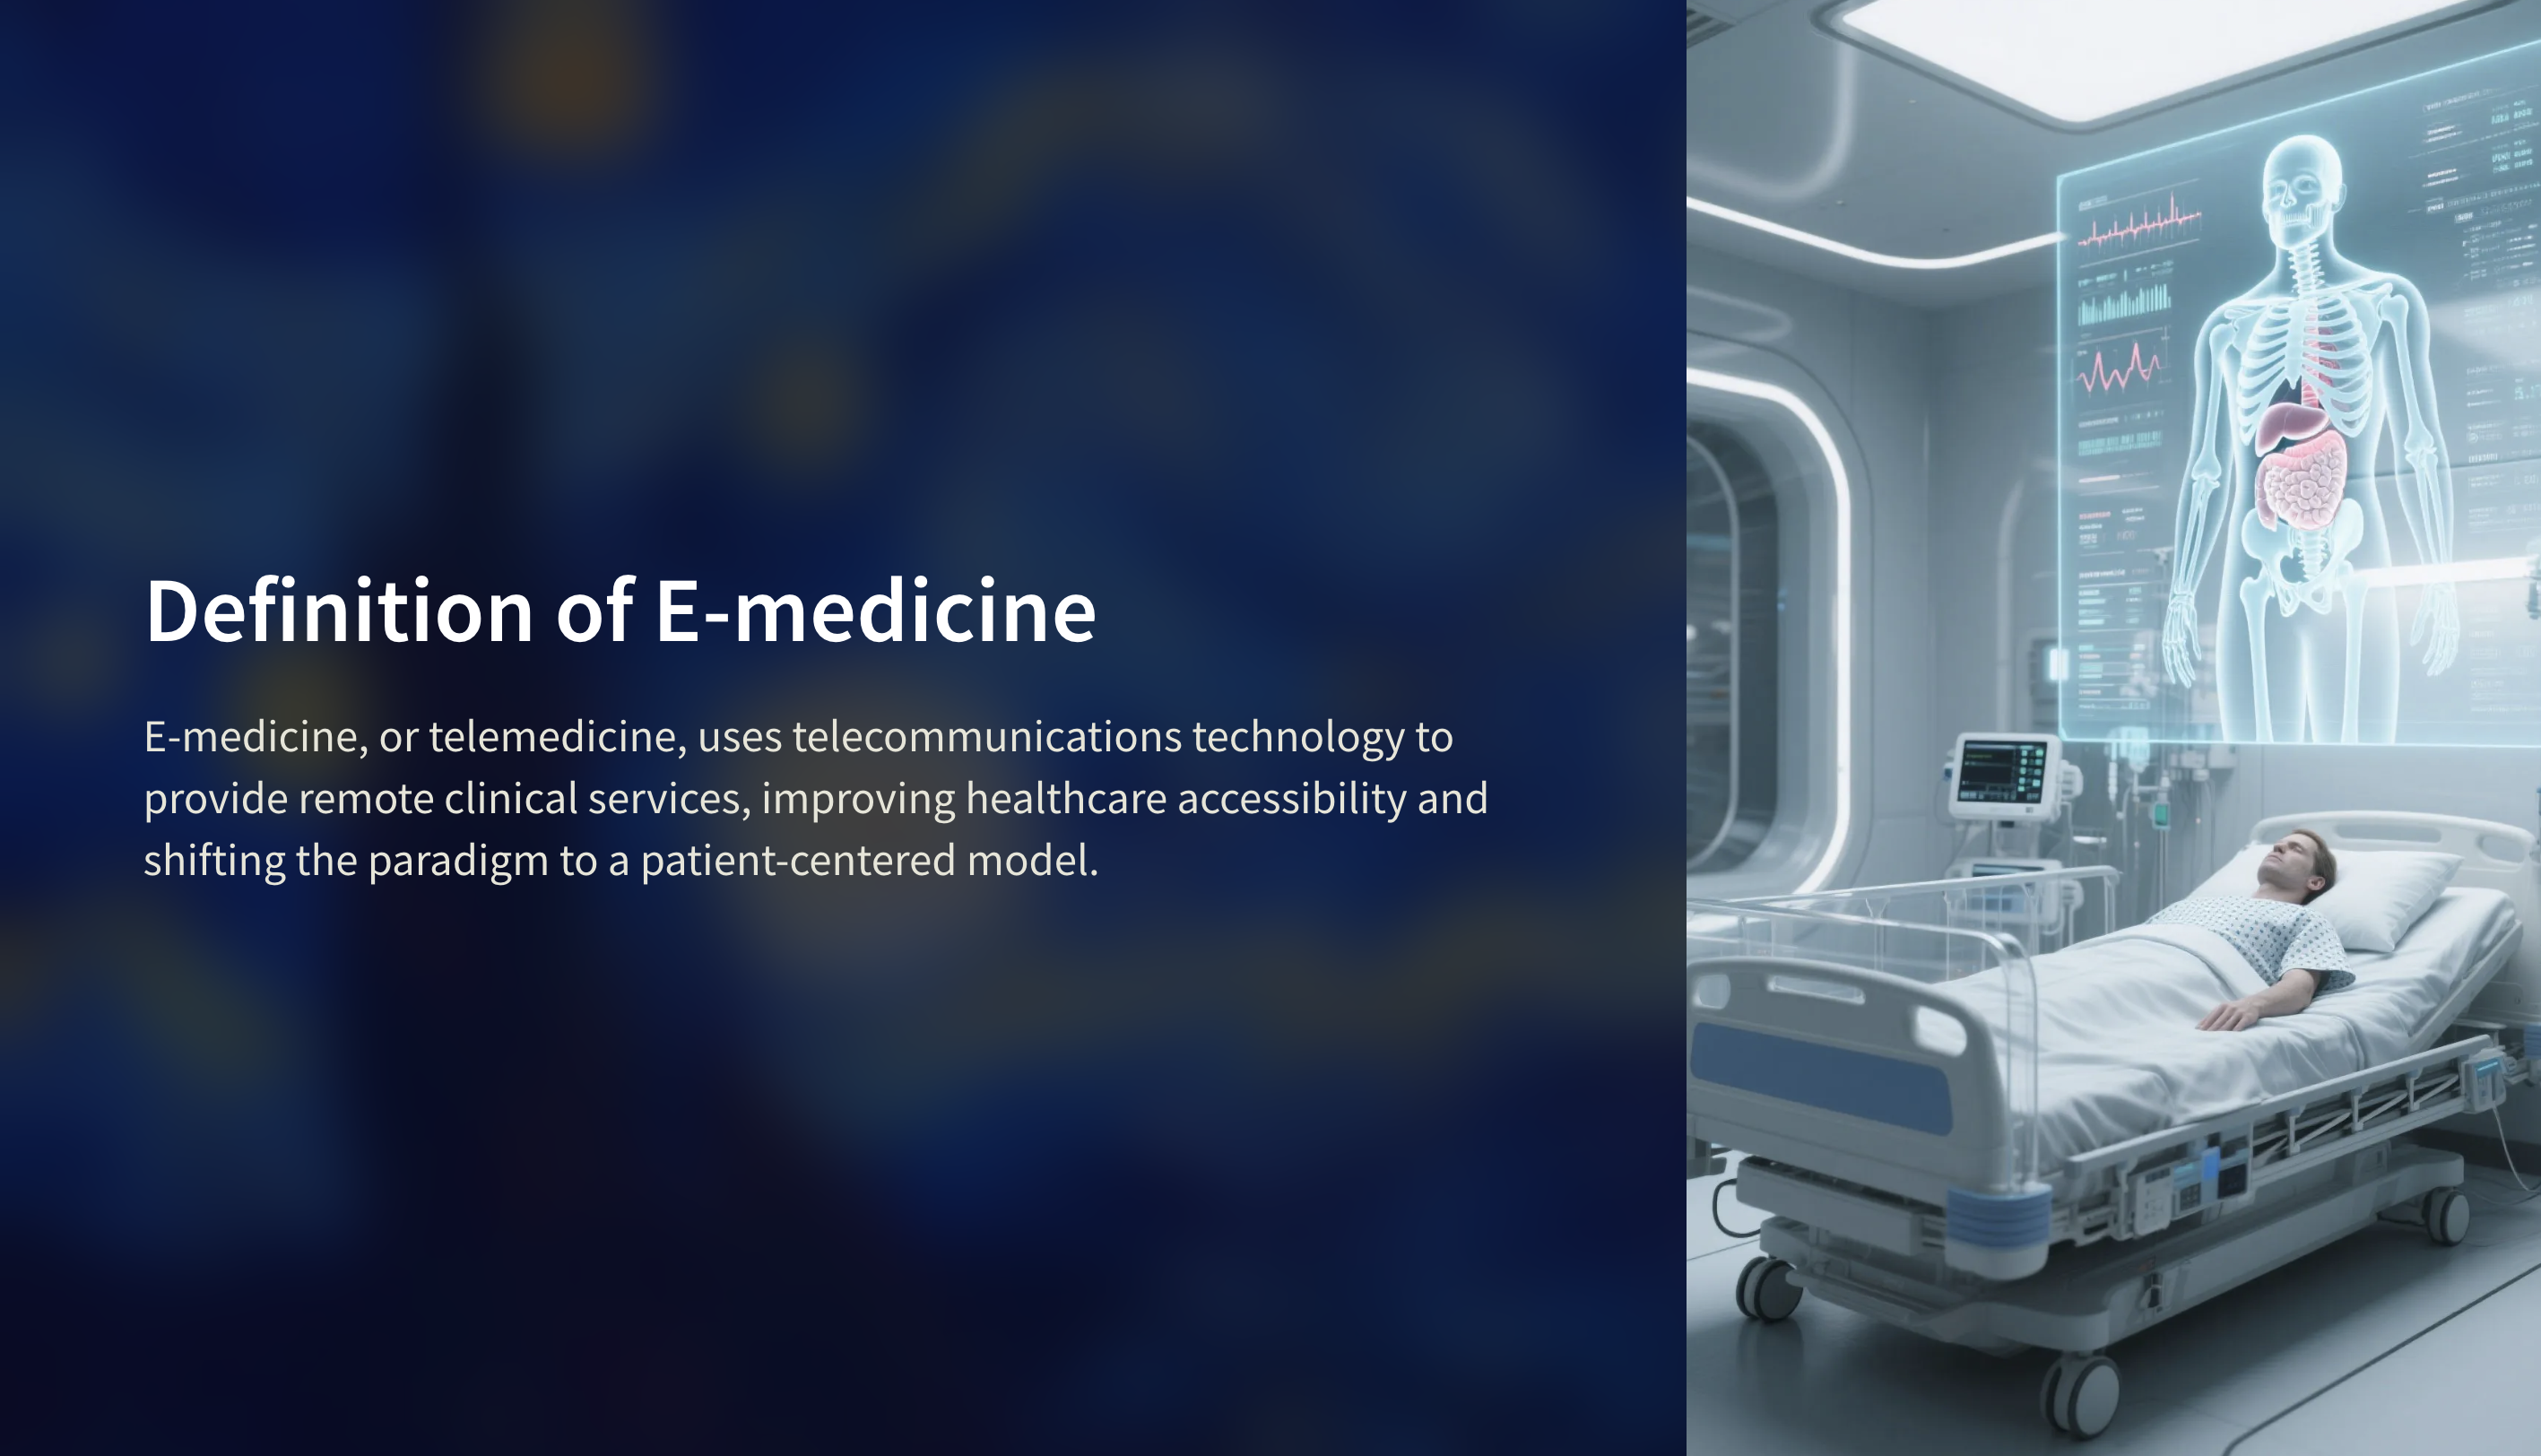 Definition of E-medicine
E-medicine, or telemedicine, uses telecommunications technology to
provide remote clinical services, improving healthcare accessibility and
shifting the paradigm to a patient-centered model.